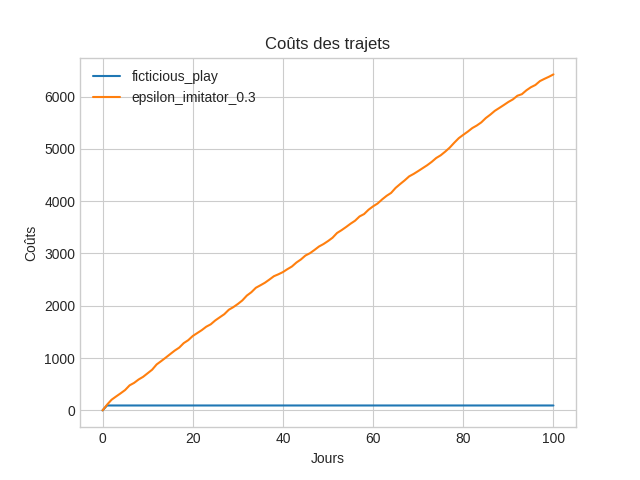 Coûts des trajets
ficticious_play
epsilon_imitator_0.3
6000
5000
4000
3000
2000
1000
0
Coûts
0 20 40 60 80 100
Jours